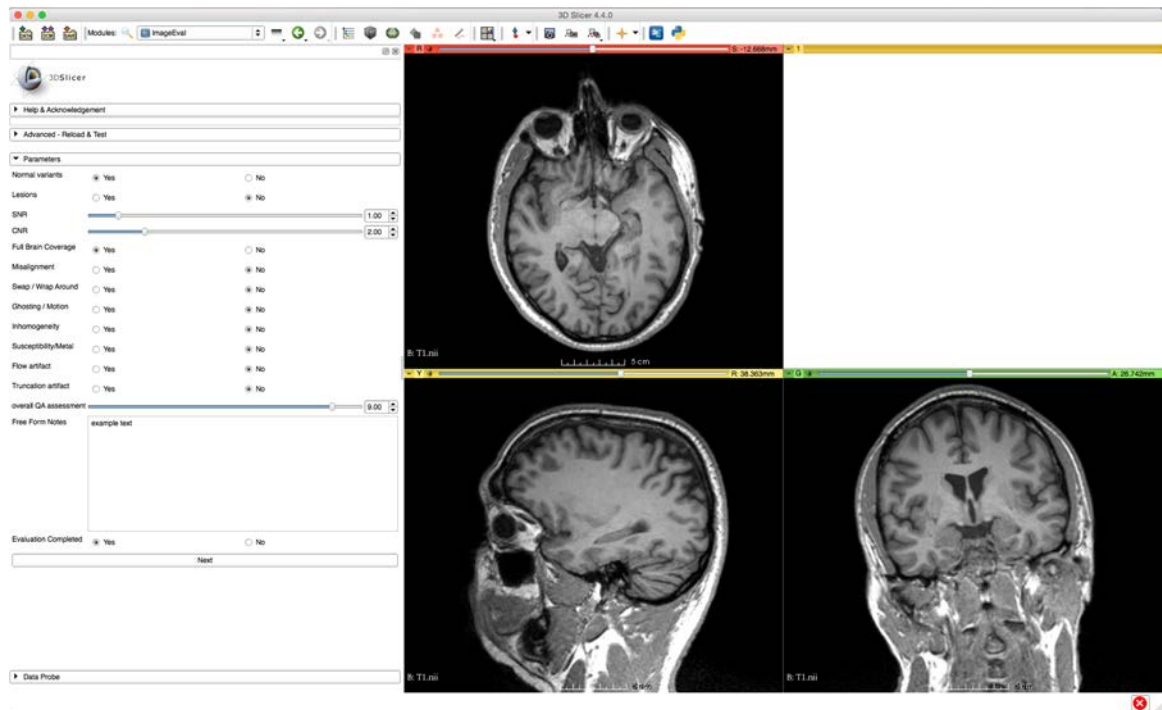 3D Slicer 4.4.0
Modules: ImageEval
3DSlicer
Help & Acknowledgement
Advanced - Reload & Test
Parameters
Normal variants Yes No
Lesions Yes No
SNR 1.00
CNR 2.00
Full Brain Coverage Yes No
Misalignment Yes No
Swap / Wrap Around Yes No
Ghosting / Motion Yes No
Inhomogeneity Yes No
Susceptibility/Metal Yes No
Flow artifact Yes No
Truncation artifact Yes No
overall QA assessment 9.00
Free Form Notes example text
Evaluation Completed Yes No
Next
Data Probe
R S: -12.668mm
1
B: T1.nii
5 cm
Y R: 38.363mm
B: T1.nii
G A: 26.742mm
B: T1.nii